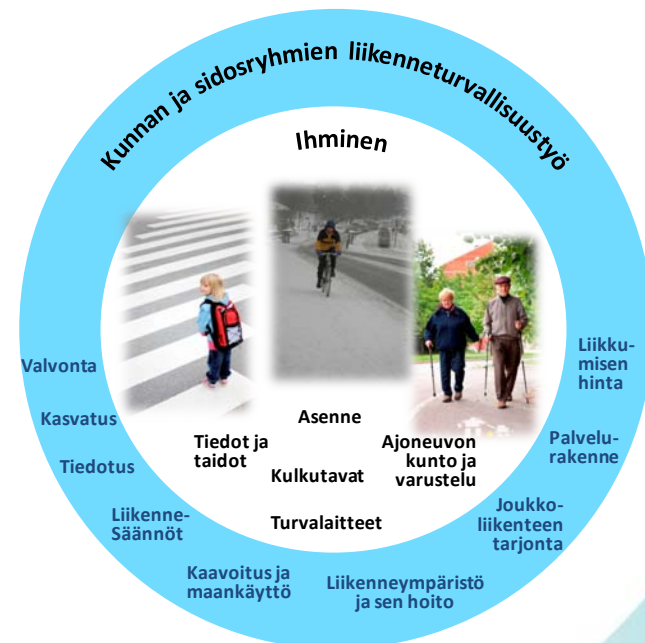 Kunnan ja sidosryhmien liikenneturvallisuustyö
Ihminen
Asenne
Tiedot ja
taidot
Kulkutavat
Ajoneuvon
kunto ja
varustelu
Turvalaitteet
Valvonta
Kasvatus
Tiedotus
Liikenne-
Säännöt
Kaavoitus ja
maankäyttö
Liikenneympäristö
ja sen hoito
Joukko-
liikenteen
tarjonta
Palvelu-
rakenne
Liikku-
misen
hinta